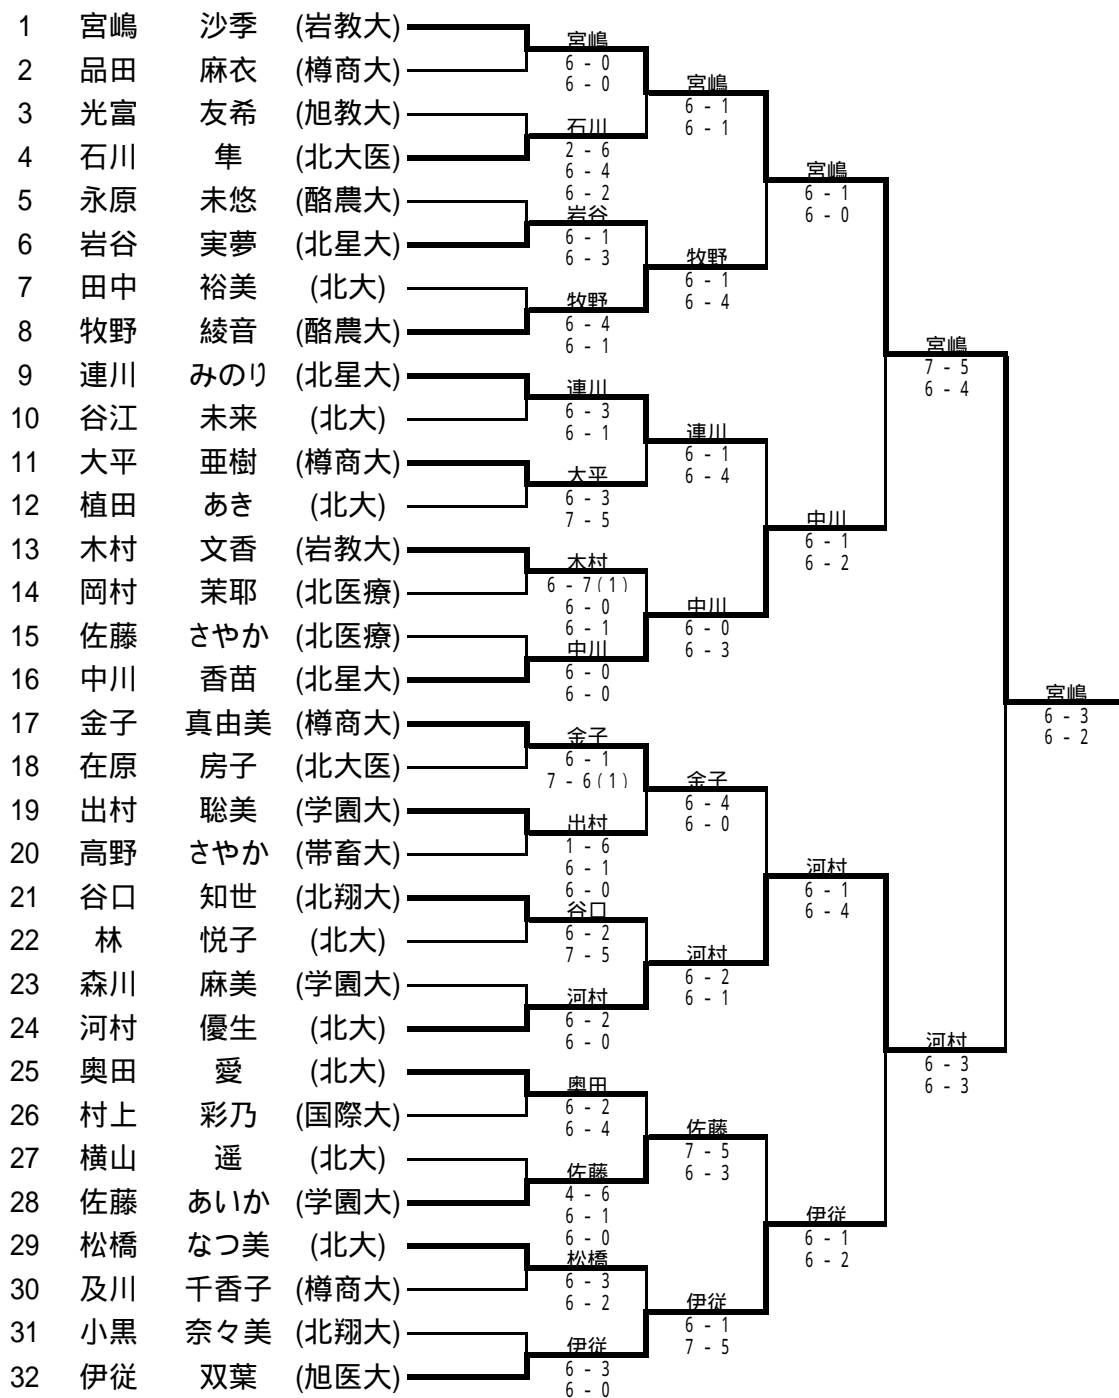 1 宮嶋 沙季 (岩教大)
2 品田 麻衣 (樽商大)
3 光富 友希 (旭教大)
4 石川 隼 (北大医)
5 永原 未悠 (酪農大)
6 岩谷 実夢 (北星大)
7 田中 裕美 (北大)
8 牧野 綾音 (酪農大)
9 連川 みのり (北星大)
10 谷江 未来 (北大)
11 大平 亜樹 (樽商大)
12 植田 あき (北大)
13 木村 文香 (岩教大)
14 岡村 茉耶 (北医療)
15 佐藤 さやか (北医療)
16 中川 香苗 (北星大)
17 金子 真由美 (樽商大)
18 在原 房子 (北大医)
19 出村 聡美 (学園大)
20 高野 さやか (帯畜大)
21 谷口 知世 (北翔大)
22 林 悦子 (北大)
23 森川 麻美 (学園大)
24 河村 優生 (北大)
25 奥田 愛 (北大)
26 村上 彩乃 (国際大)
27 横山 遥 (北大)
28 佐藤 あいか (学園大)
29 松橋 なつ美 (北大)
30 及川 千香子 (樽商大)
31 小黒 奈々美 (北翔大)
32 伊従 双葉 (旭医大)
宮嶋
6 - 0
6 - 0
石川
2 - 6
6 - 4
6 - 2
岩谷
6 - 1
6 - 3
牧野
6 - 4
6 - 1
連川
6 - 3
6 - 1
大平
6 - 3
7 - 5
木村
6 - 7(1)
6 - 0
6 - 1
中川
6 - 0
6 - 0
金子
6 - 1
7 - 6(1)
出村
1 - 6
6 - 1
6 - 0
谷口
6 - 2
7 - 5
河村
6 - 2
6 - 0
奥田
6 - 2
6 - 4
佐藤
4 - 6
6 - 1
6 - 0
松橋
6 - 3
6 - 2
伊従
6 - 3
6 - 0
宮嶋
6 - 1
6 - 1
牧野
6 - 1
6 - 4
連川
6 - 1
6 - 4
中川
6 - 0
6 - 3
金子
6 - 4
6 - 0
河村
6 - 2
6 - 1
佐藤
7 - 5
6 - 3
伊従
6 - 1
7 - 5
宮嶋
6 - 1
6 - 0
中川
6 - 1
6 - 2
河村
6 - 1
6 - 4
伊従
6 - 1
6 - 2
宮嶋
7 - 5
6 - 4
河村
6 - 3
6 - 3
宮嶋
6 - 3
6 - 2